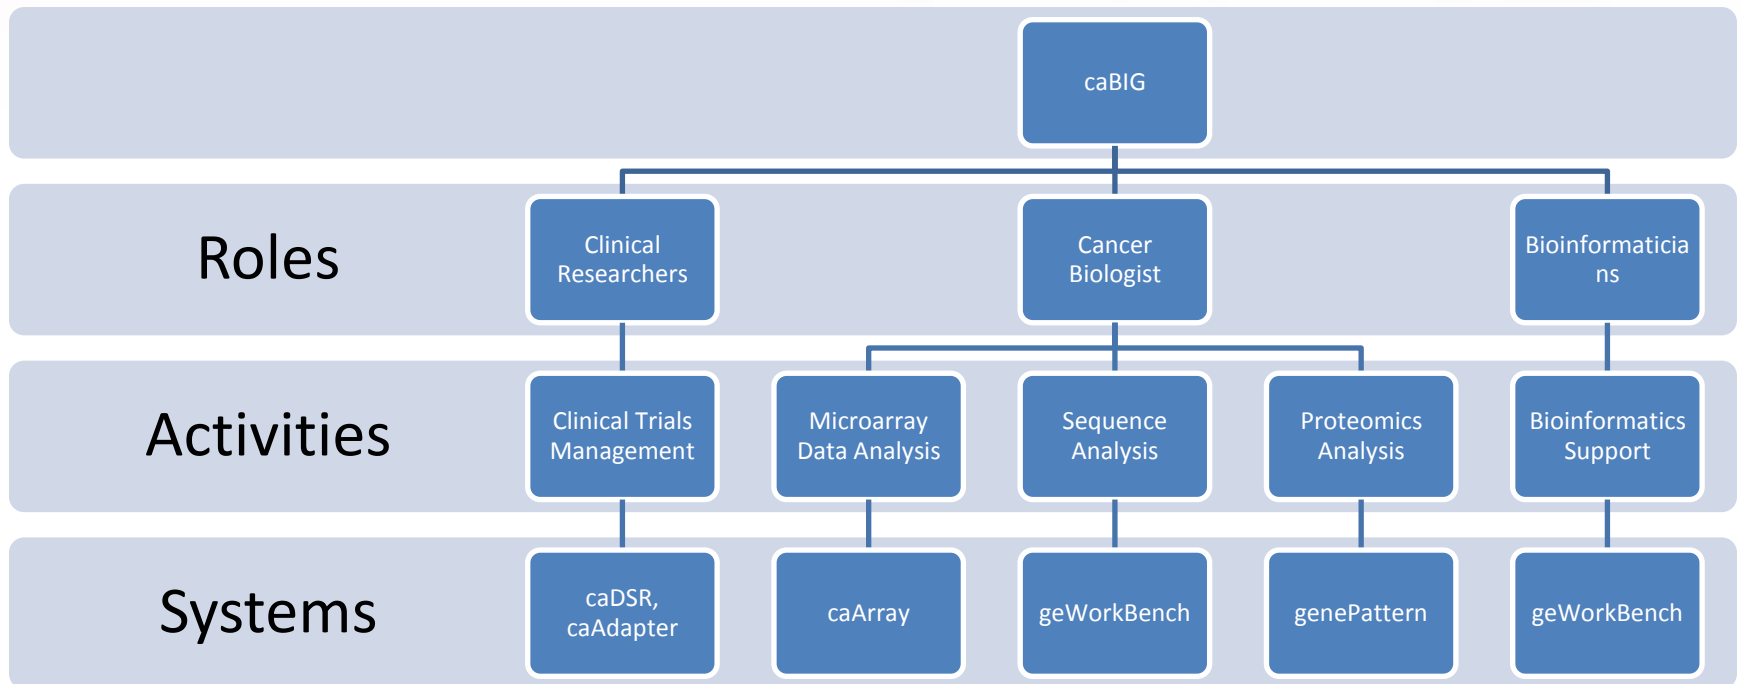 caBIG
Roles
Clinical
Researchers
Cancer
Biologist
Bioinformaticia
ns
Activities
Clinical Trials
Management
Microarray
Data Analysis
Sequence
Analysis
Proteomics
Analysis
Bioinformatics
Support
Systems
caDSR,
caAdapter
caArray
geWorkBench
genePattern
geWorkBench